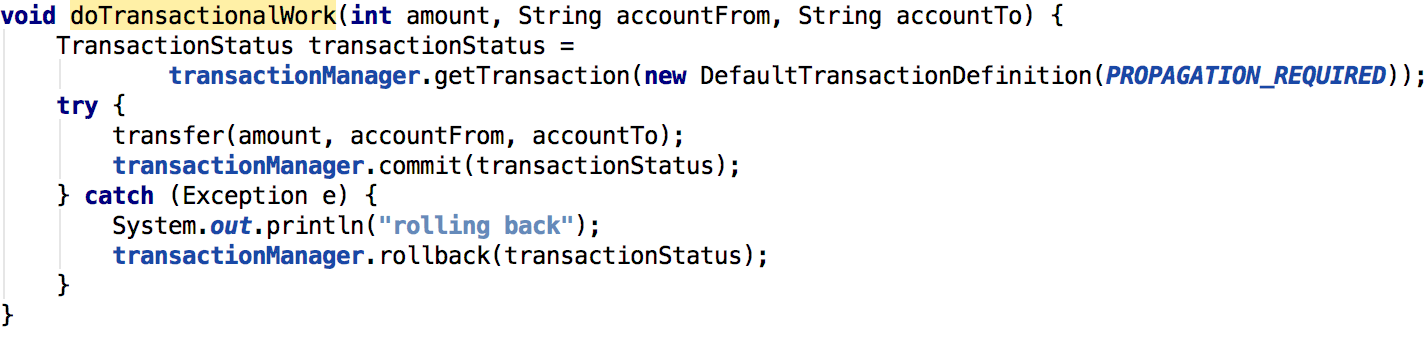 void doTransactionalWork(int amount, String accountFrom, String accountTo) {
    TransactionStatus transactionStatus =
            transactionManager.getTransaction(new DefaultTransactionDefinition(PROPAGATION_REQUIRED));
    try {
        transfer(amount, accountFrom, accountTo);
        transactionManager.commit(transactionStatus);
    } catch (Exception e) {
        System.out.println("rolling back");
        transactionManager.rollback(transactionStatus);
    }
}